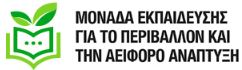 ΜΟΝΑΔΑ ΕΚΠΑΙΔΕΥΣΗΣ
ΓΙΑ ΤΟ ΠΕΡΙΒΑΛΛΟΝ ΚΑΙ
ΤΗΝ ΑΕΙΦΟΡΟ ΑΝΑΠΤΥΞΗ